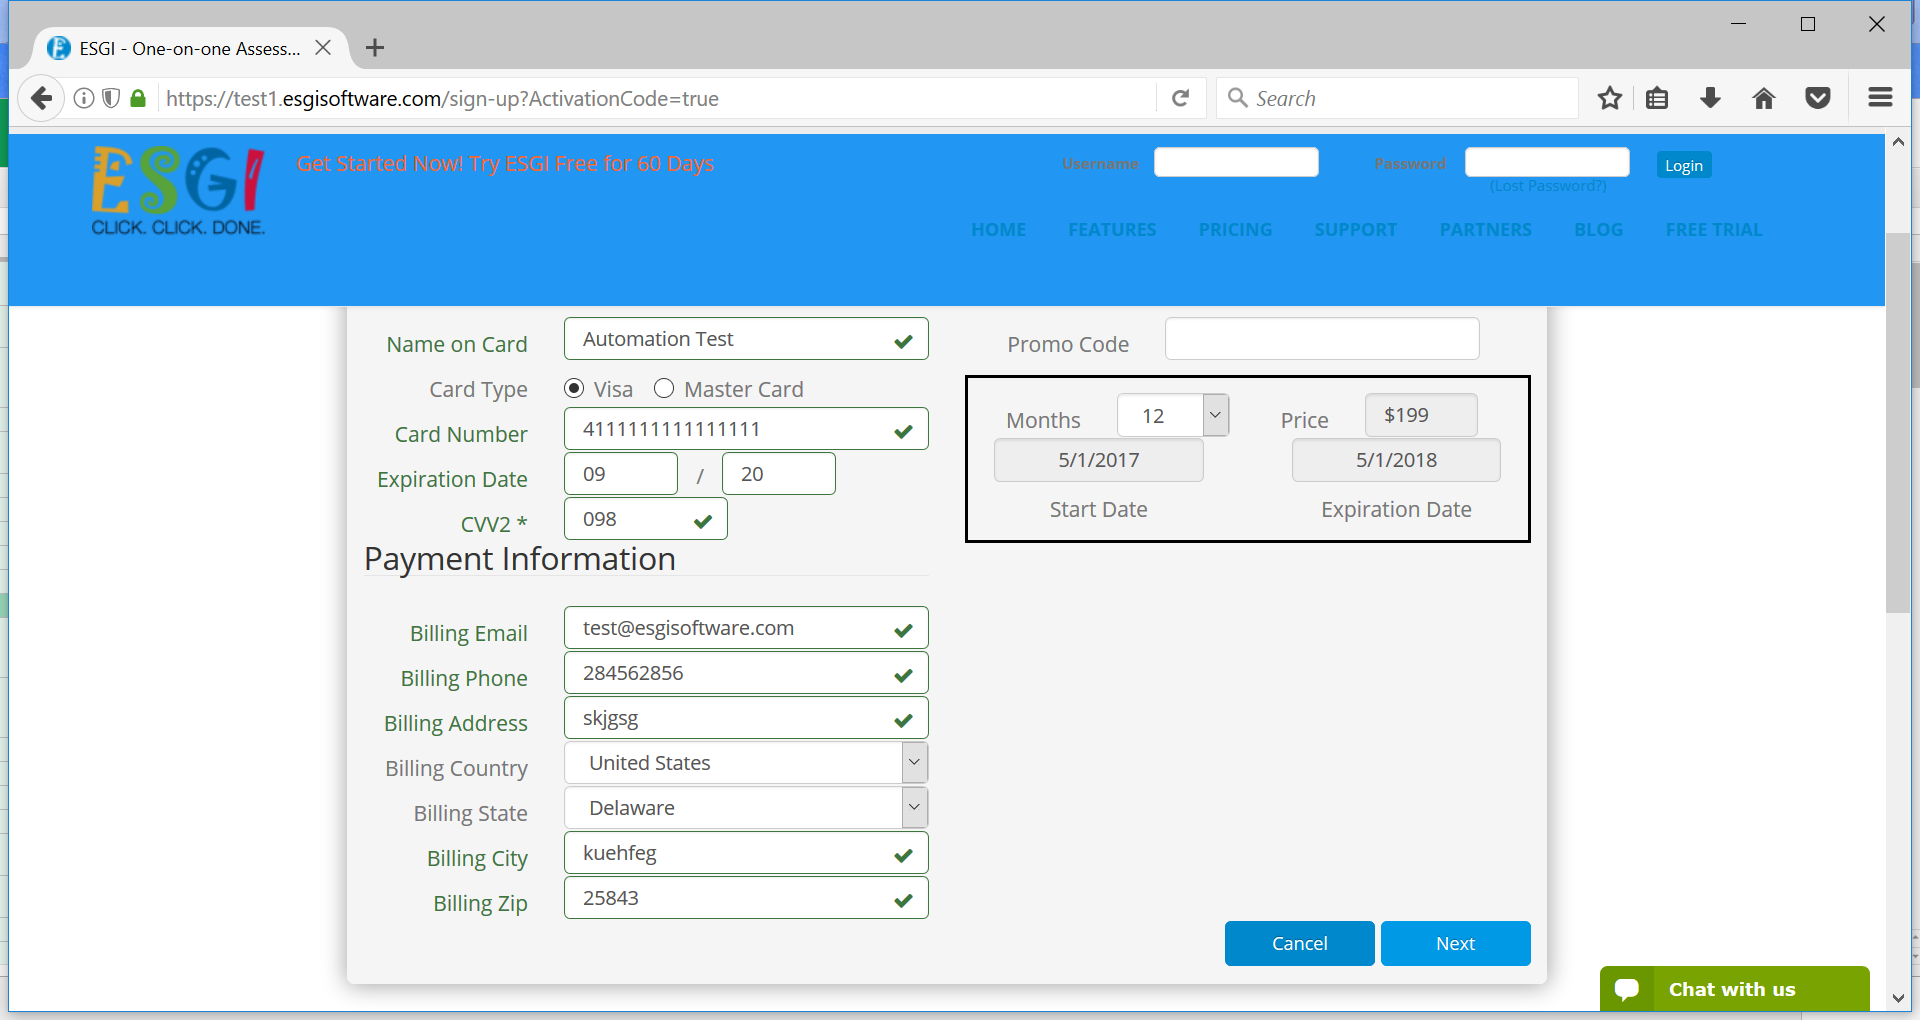 ESGI - One-on-one Assess...
https://test1.esgisoftware.com/sign-up?ActivationCode=true
Search
ESGI
CLICK. CLICK. DONE.
Get Started Now! Try ESGI Free for 60 Days
Username
Password
Login
(Lost Password?)
HOME FEATURES PRICING SUPPORT PARTNERS BLOG FREE TRIAL
Name on Card Automation Test
Card Type Visa Master Card
Card Number 4111111111111111
Expiration Date 09 / 20
CVV2 * 098
Promo Code
Months 12 Price $199
5/1/2017 5/1/2018
Start Date Expiration Date
Payment Information
Billing Email test@esgisoftware.com
Billing Phone 284562856
Billing Address skjgsg
Billing Country United States
Billing State Delaware
Billing City kuehfeg
Billing Zip 25843
Cancel Next
Chat with us